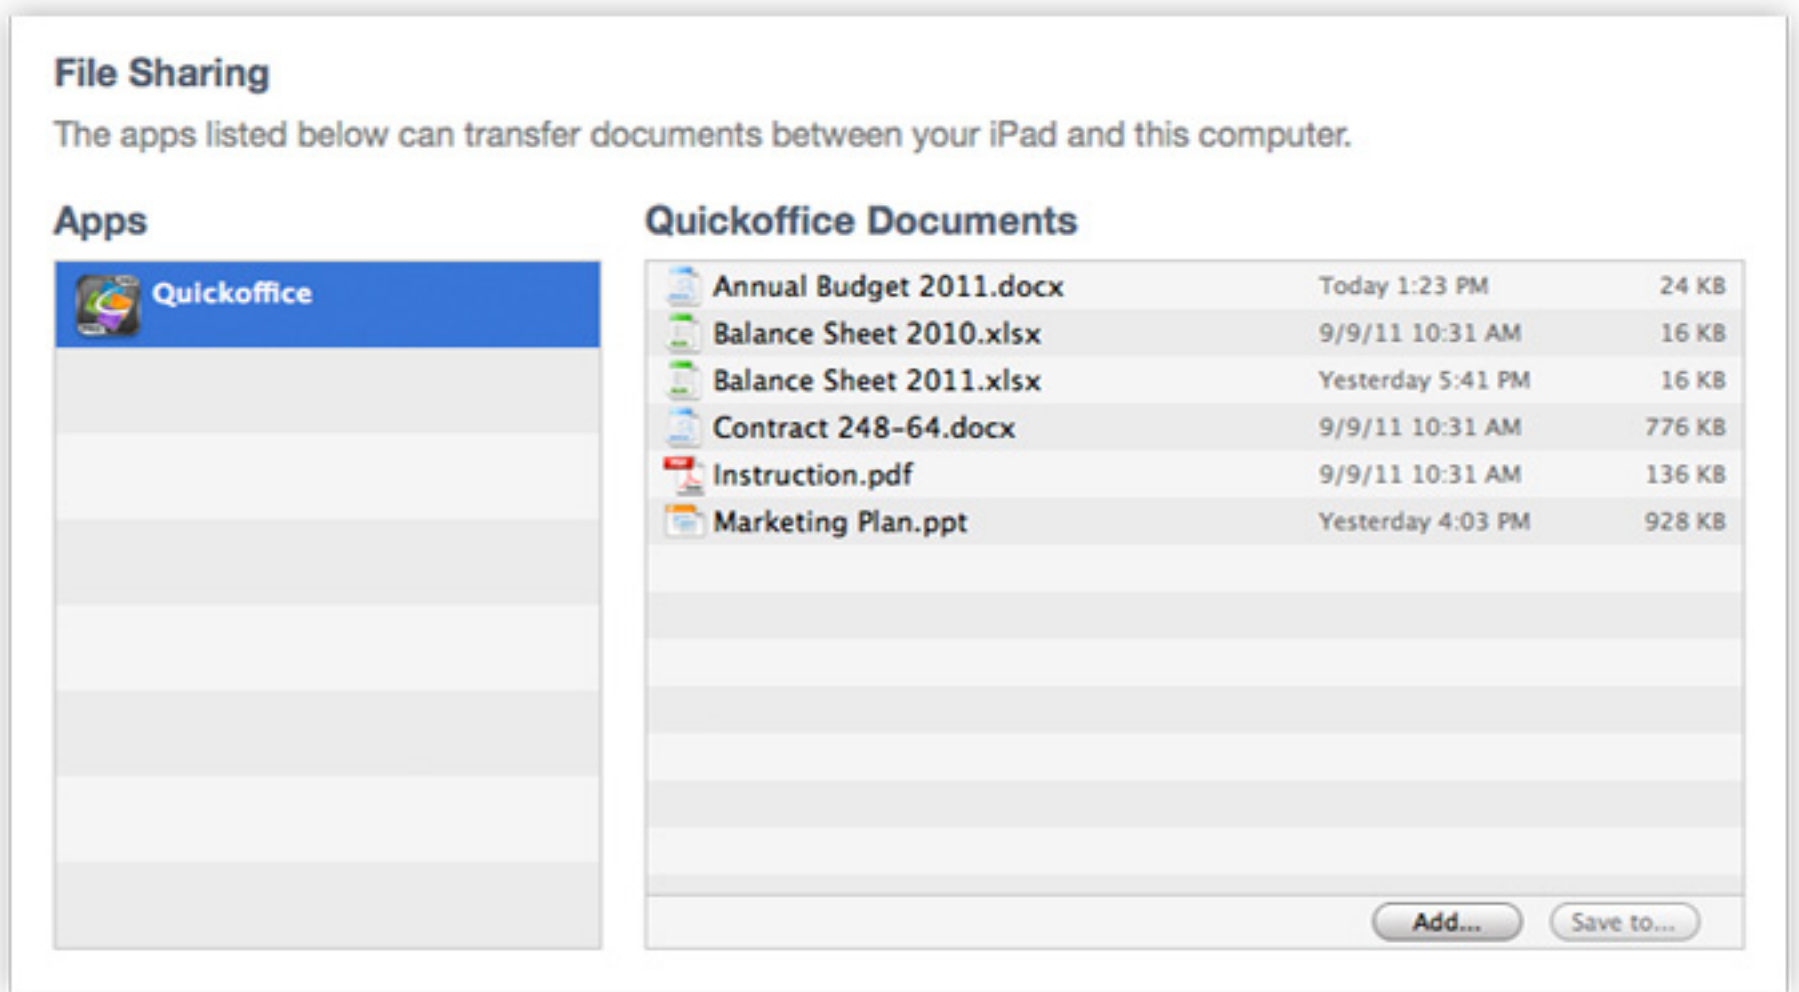 File Sharing
The apps listed below can transfer documents between your iPad and this computer.
Apps
Quickoffice
Quickoffice Documents
Annual Budget 2011.docx Today 1:23 PM 24 KB
Balance Sheet 2010.xlsx 9/9/11 10:31 AM 16 KB
Balance Sheet 2011.xlsx Yesterday 5:41 PM 16 KB
Contract 248-64.docx 9/9/11 10:31 AM 776 KB
Instruction.pdf 9/9/11 10:31 AM 136 KB
Marketing Plan.ppt Yesterday 4:03 PM 928 KB
Add... Save to...